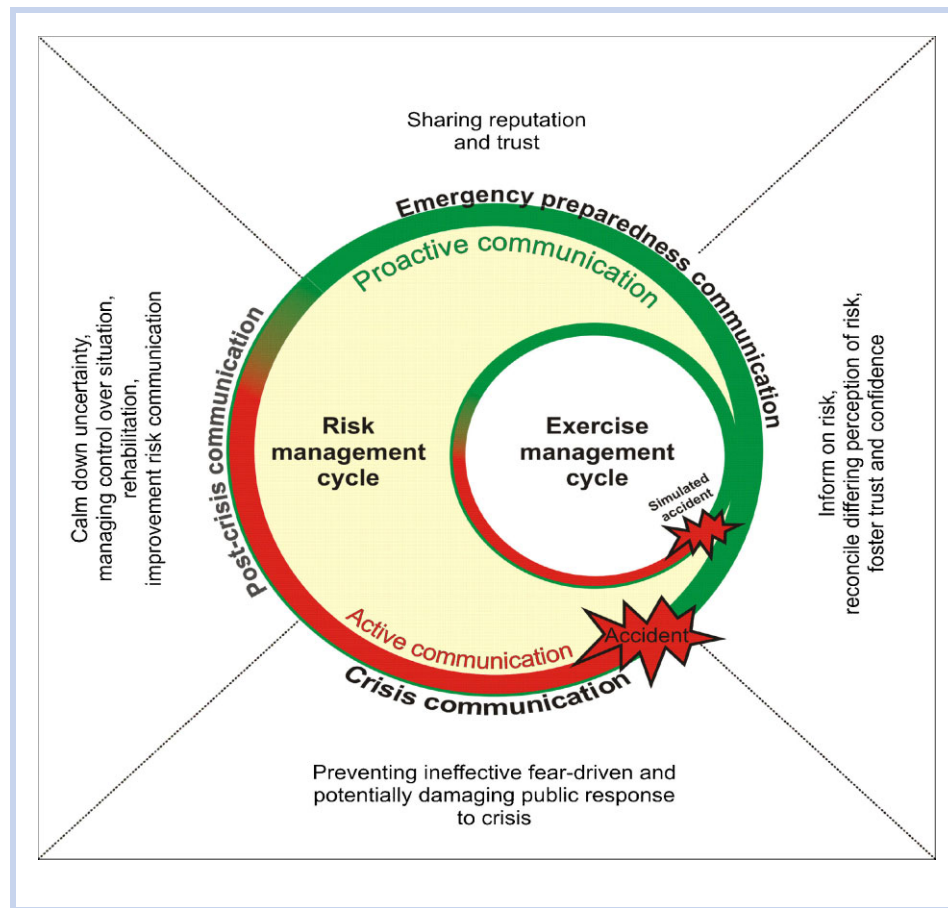 Sharing reputation
and trust
Emergency preparedness communication
Proactive communication
Calm down uncertainty,
managing control over situation,
rehabilitation,
improvement risk communication
Post-crisis communication
Risk
management
cycle
Exercise
management
cycle
Simulated
accident
Inform on risk,
reconcile differing perception of risk,
foster trust and confidence
Accident
Active communication
Crisis communication
Preventing ineffective fear-driven and
potentially damaging public response
to crisis